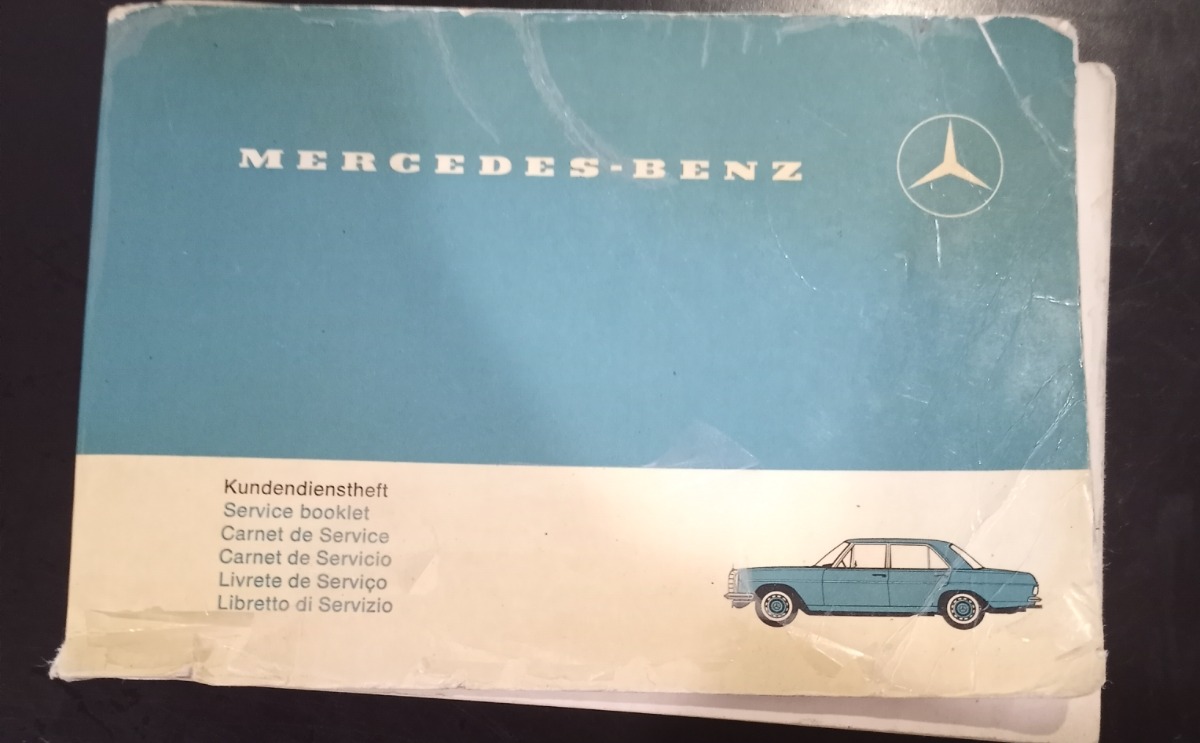 MERCEDES-BENZ
Kundendienstheft
Service booklet
Carnet de Service
Carnet de Servicio
Livrete de Serviço
Libretto di Servizio